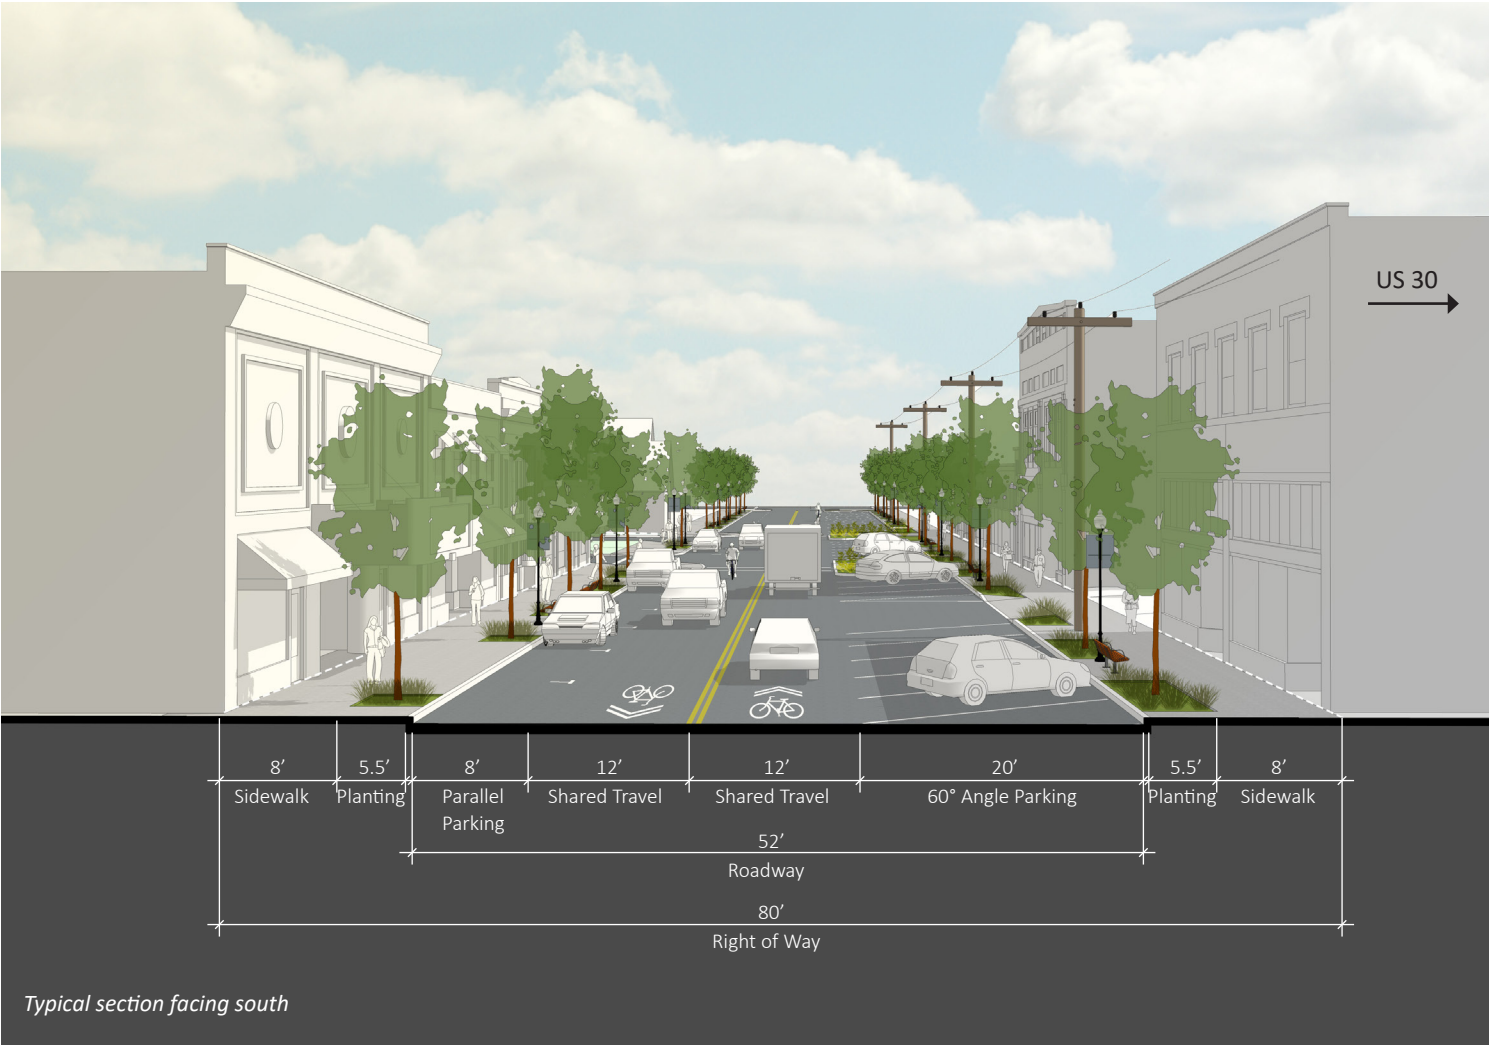 US 30
8’ 5.5’ 8’ 12’ 12’ 20’ 5.5’ 8’
Sidewalk Planting Parallel Shared Travel Shared Travel 60° Angle Parking Planting Sidewalk
Parking
52’
Roadway
80’
Right of Way
Typical section facing south